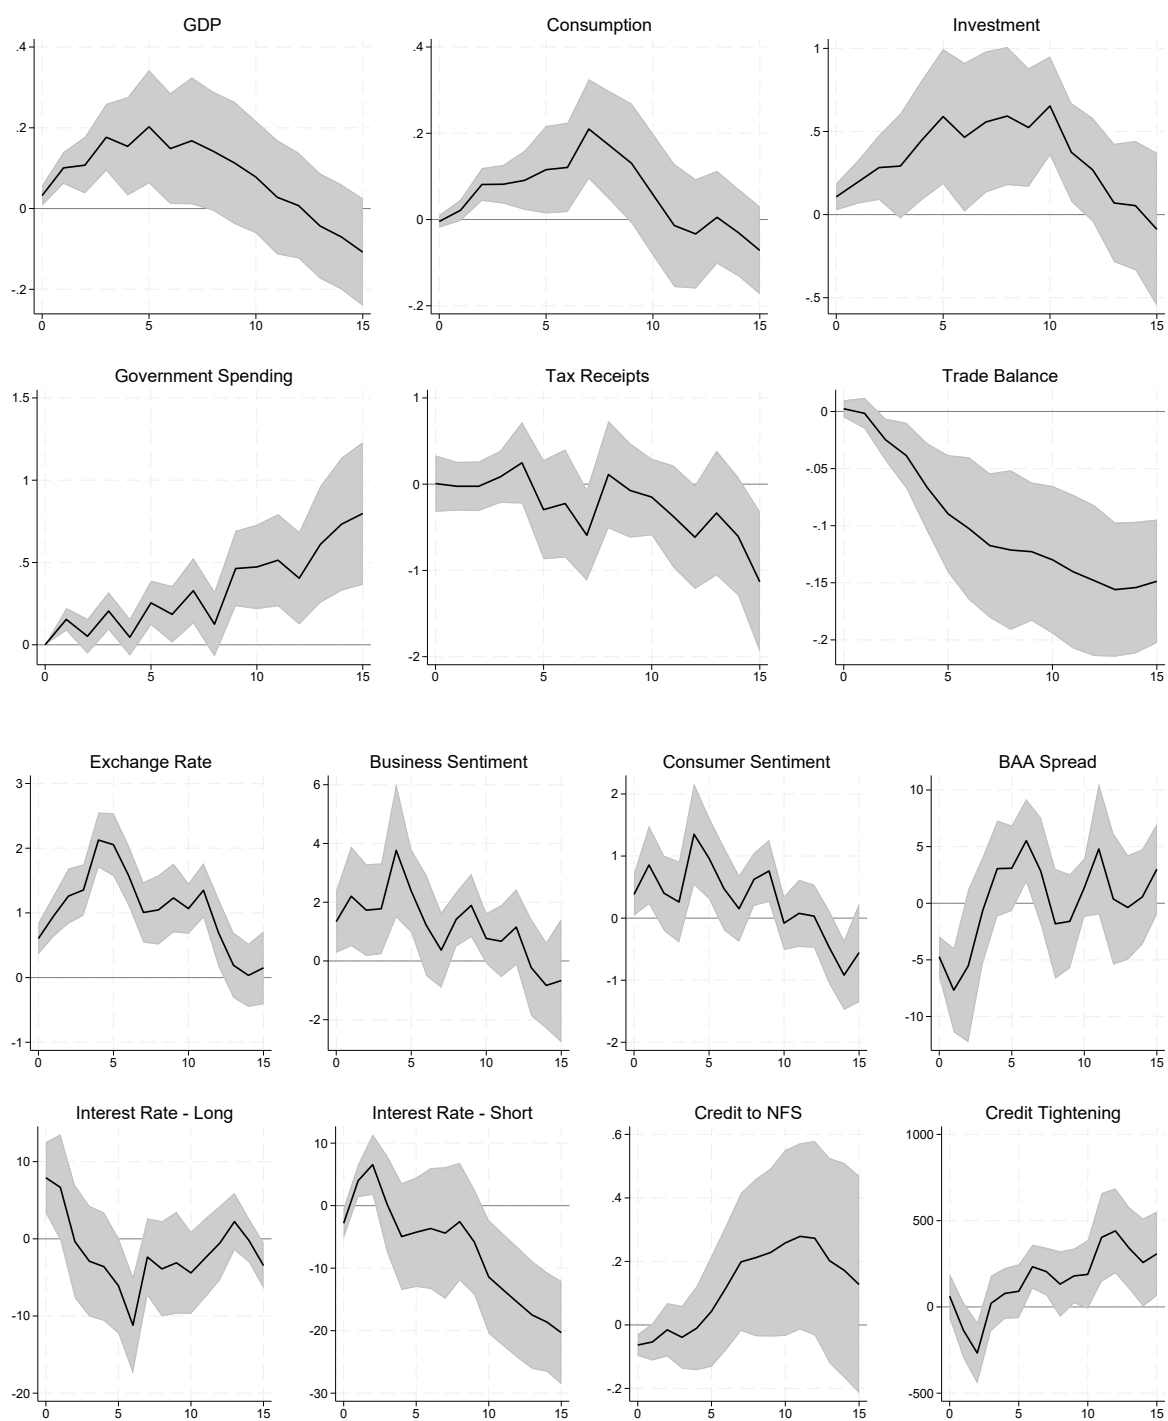 GDP
.4
.2
0
-.2
0 5 10 15
Consumption
.4
.2
0
-.2
0 5 10 15
Investment
1
.5
0
-.5
0 5 10 15
Government Spending
1.5
1
.5
0
0 5 10 15
Tax Receipts
1
0
-1
-2
0 5 10 15
Trade Balance
0
-.05
-.1
-.15
-.2
0 5 10 15
Exchange Rate
3
2
1
0
-1
0 5 10 15
Business Sentiment
6
4
2
0
-2
0 5 10 15
Consumer Sentiment
2
1
0
-1
-2
0 5 10 15
BAA Spread
10
5
0
-5
-10
0 5 10 15
Interest Rate - Long
10
0
-10
-20
0 5 10 15
Interest Rate - Short
10
0
-10
-20
-30
0 5 10 15
Credit to NFS
.6
.4
.2
0
-.2
0 5 10 15
Credit Tightening
1000
500
0
-500
0 5 10 15